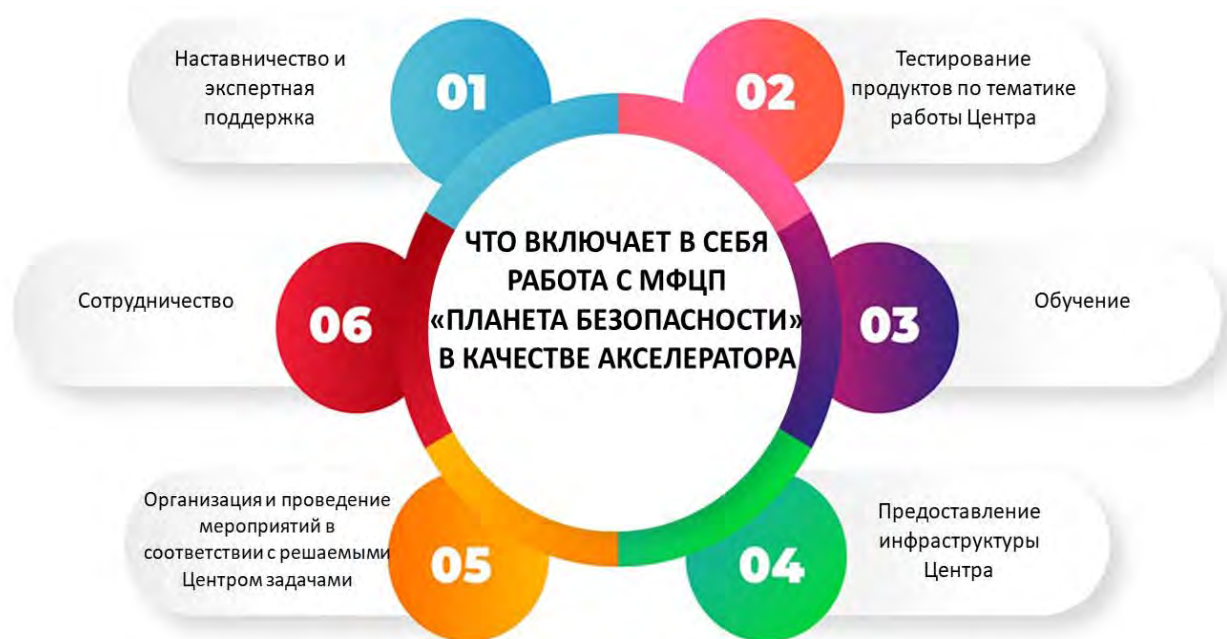 ЧТО ВКЛЮЧАЕТ В СЕБЯ
РАБОТА С МФЦП
«ПЛАНЕТА БЕЗОПАСНОСТИ»
В КАЧЕСТВЕ АКСЕЛЕРАТОРА
01
Наставничество и
экспертная
поддержка
02
Тестирование
продуктов по тематике
работы Центра
03
Обучение
04
Предоставление
инфраструктуры
Центра
05
Организация и проведение
мероприятий в
соответствии с решаемыми
Центром задачами
06
Сотрудничество